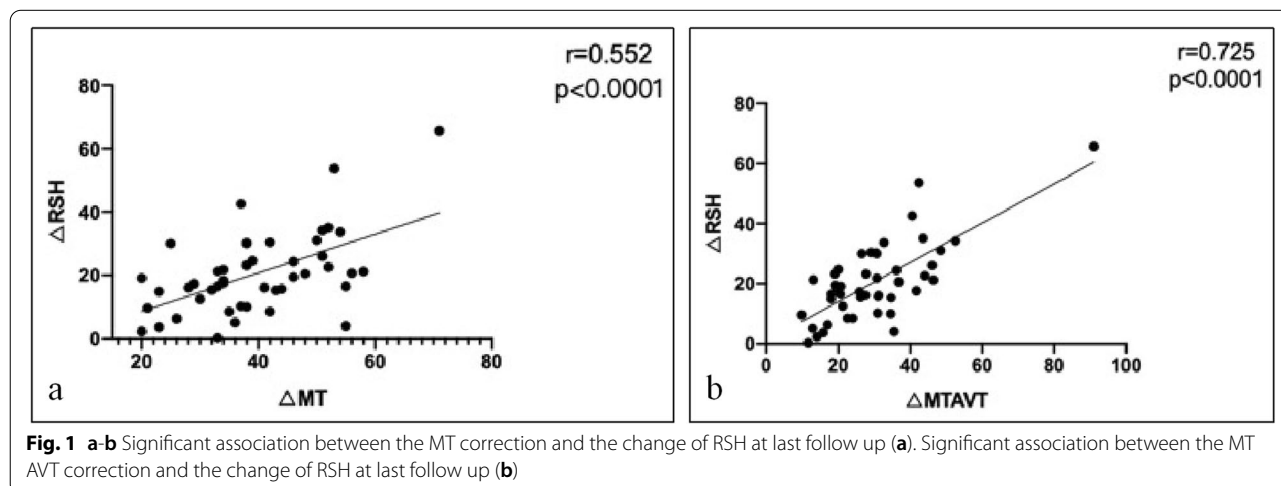 r=0.552
p<0.0001
80
60
40
20
0
20 40 60 80
△RSH
△MT
a
r=0.725
p<0.0001
80
60
40
20
0
0 20 40 60 80 100
△RSH
△MTAVT
b
Fig. 1 a-b Significant association between the MT correction and the change of RSH at last follow up (a). Significant association between the MT
AVT correction and the change of RSH at last follow up (b)